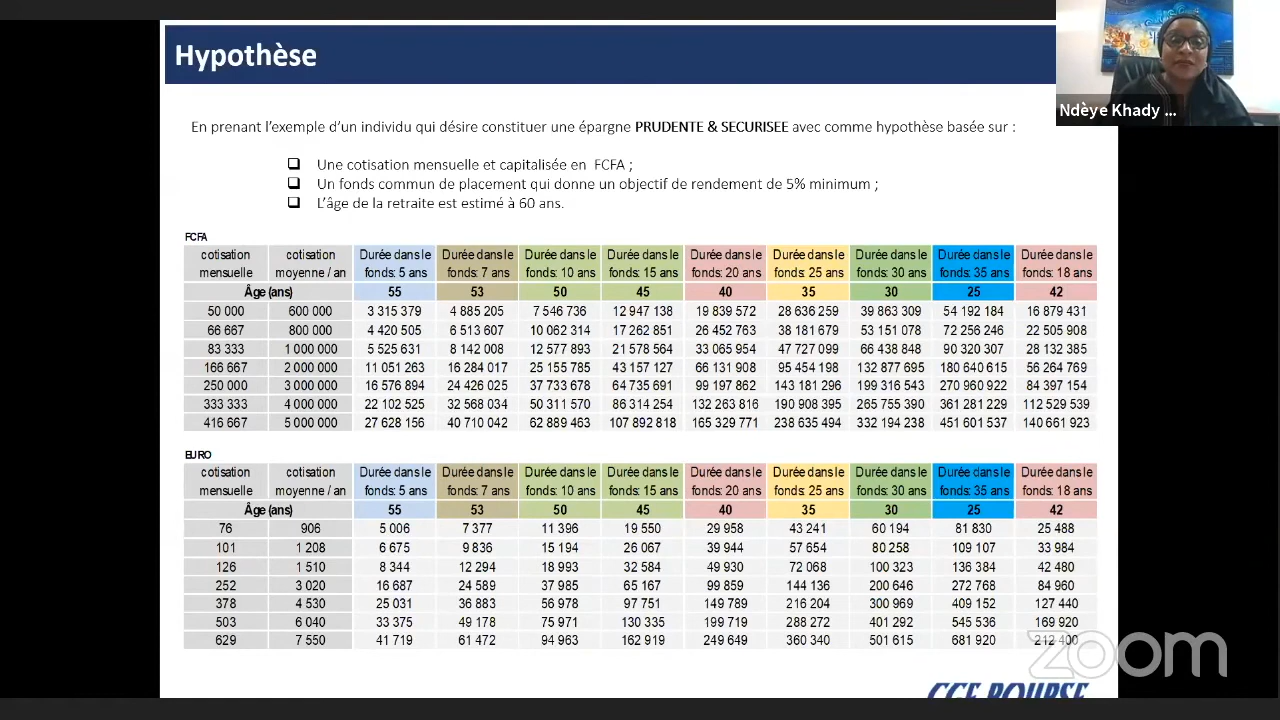 Hypothèse
Ndèye Khady ...
En prenant l'exemple d'un individu qui désire constituer une épargne PRUDENTE & SECURISEE avec comme hypothèse basée sur :
Une cotisation mensuelle et capitalisée en FCFA ;
Un fonds commun de placement qui donne un objectif de rendement de 5% minimum ;
L'âge de la retraite est estimé à 60 ans.
FCFA
cotisation cotisation Durée dans le Durée dans le Durée dans le Durée dans le Durée dans le Durée dans le Durée dans le Durée dans le Durée dans le
mensuelle moyenne / an fonds: 5 ans fonds: 7 ans fonds: 10 ans fonds: 15 ans fonds: 20 ans fonds: 25 ans fonds: 30 ans fonds: 35 ans fonds: 18 ans
Âge (ans) 55 53 50 45 40 35 30 25 42
50 000 600 000 3 315 379 4 885 205 7 546 736 12 947 138 19 839 572 28 636 259 39 863 309 54 192 184 16 879 431
66 667 800 000 4 420 505 6 513 607 10 062 314 17 262 851 26 452 763 38 181 679 53 151 078 72 256 246 22 505 908
83 333 1 000 000 5 525 631 8 142 008 12 577 893 21 578 564 33 065 954 47 727 099 66 438 848 90 320 307 28 132 385
166 667 2 000 000 11 051 263 16 284 017 25 155 785 43 157 127 66 131 908 95 454 198 132 877 695 180 640 615 56 264 769
250 000 3 000 000 16 576 894 24 426 025 37 733 678 64 735 691 99 197 862 143 181 296 199 316 543 270 960 922 84 397 154
333 333 4 000 000 22 102 525 32 568 034 50 311 570 86 314 254 132 263 816 190 908 395 265 755 390 361 281 229 112 529 539
416 667 5 000 000 27 628 156 40 710 042 62 889 463 107 892 818 165 329 771 238 635 494 332 194 238 451 601 537 140 661 923
EURO
cotisation cotisation Durée dans le Durée dans le Durée dans le Durée dans le Durée dans le Durée dans le Durée dans le Durée dans le Durée dans le
mensuelle moyenne / an fonds: 5 ans fonds: 7 ans fonds: 10 ans fonds: 15 ans fonds: 20 ans fonds: 25 ans fonds: 30 ans fonds: 35 ans fonds: 18 ans
Âge (ans) 55 53 50 45 40 35 30 25 42
76 906 5 006 7 377 11 396 19 550 29 958 43 241 60 194 81 830 25 488
101 1 208 6 675 9 836 15 194 26 067 39 944 57 654 80 258 109 107 33 984
126 1 510 8 344 12 294 18 993 32 584 49 930 72 068 100 323 136 384 42 480
252 3 020 16 687 24 589 37 985 65 167 99 859 144 136 200 646 272 768 84 960
378 4 530 25 031 36 883 56 978 97 751 149 789 216 204 300 969 409 152 127 440
503 6 040 33 375 49 178 75 971 130 335 199 719 288 272 401 292 545 536 169 920
629 7 550 41 719 61 472 94 963 162 919 249 649 360 340 501 615 681 920 212 400
zoom
CGF BOURSE